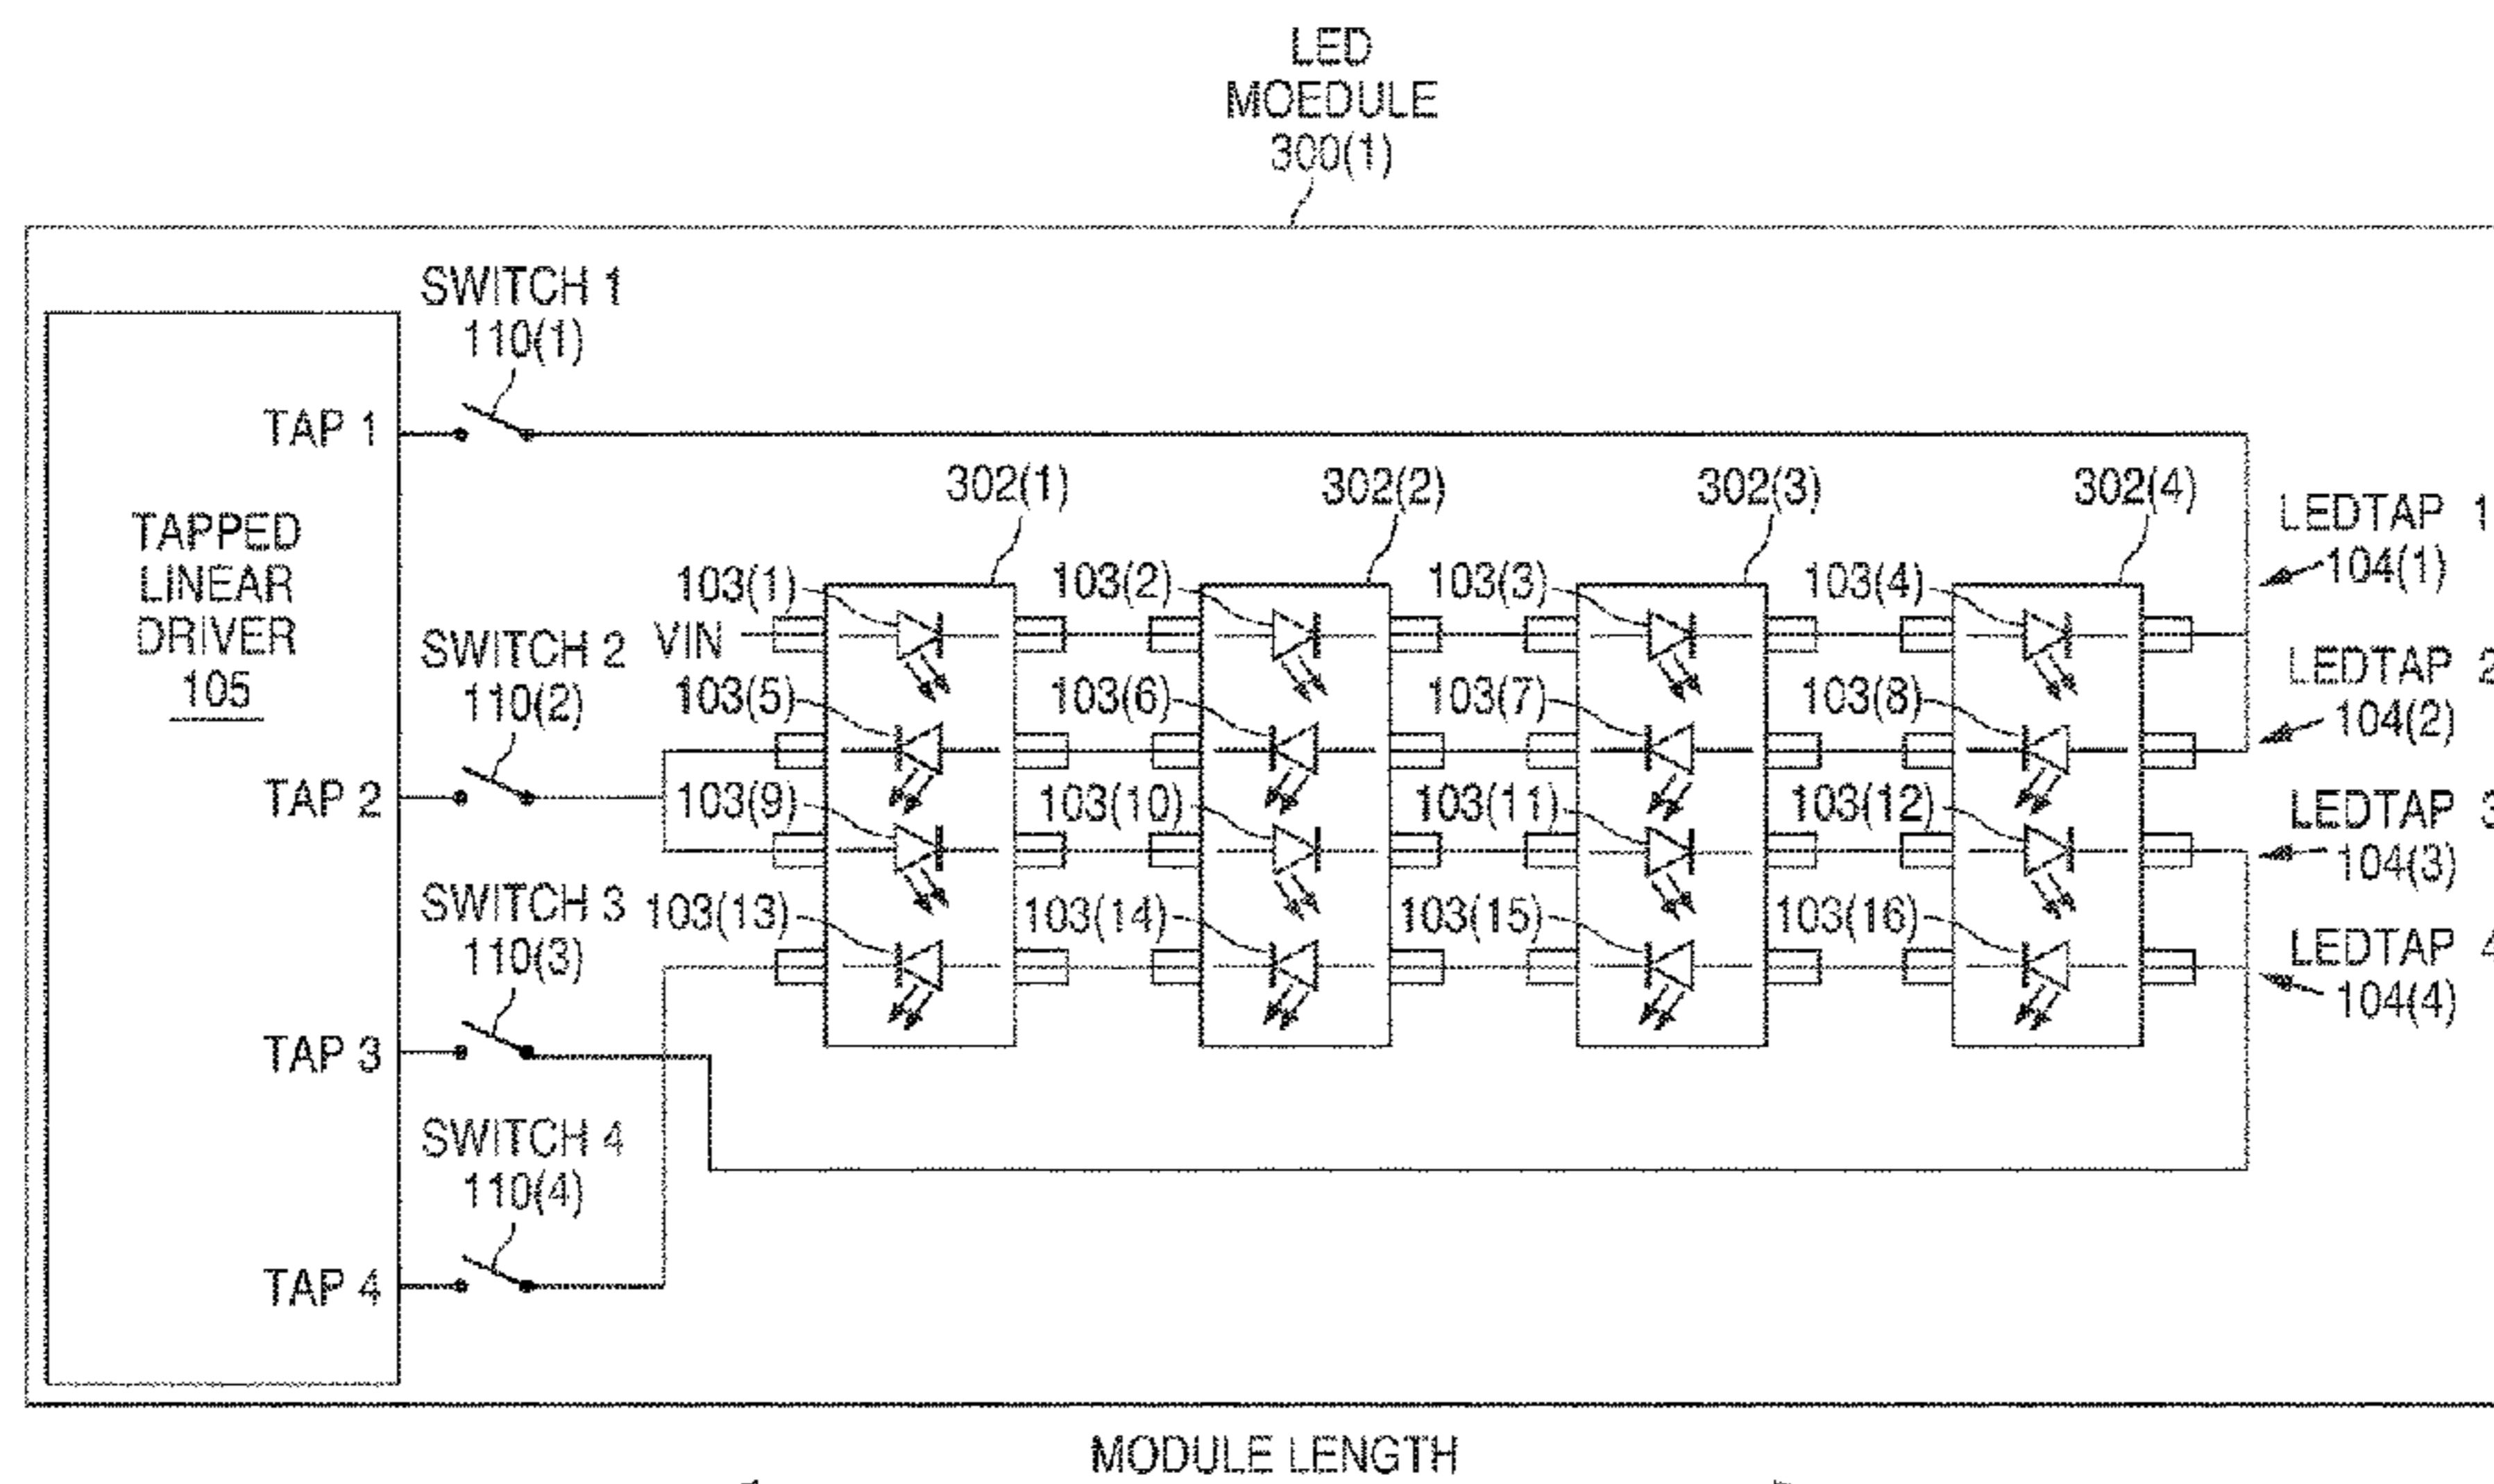 LED
MOEDULE
300(1)
SWITCH 1
110(1)
TAP 1
302(1)
302(2)
302(3)
302(4)
LEDTAP 1
104(1)
TAPPED
LINEAR
DRIVER
105
103(1)
103(2)
103(3)
103(4)
SWITCH 2
110(2)
VIN
LEDTAP 2
104(2)
103(5)
103(6)
103(7)
103(8)
TAP 2
103(9)
103(10)
103(11)
103(12)
LEDTAP 3
104(3)
SWITCH 3
110(3)
103(13)
103(14)
103(15)
103(16)
LEDTAP 4
104(4)
TAP 3
SWITCH 4
110(4)
TAP 4
MODULE LENGTH